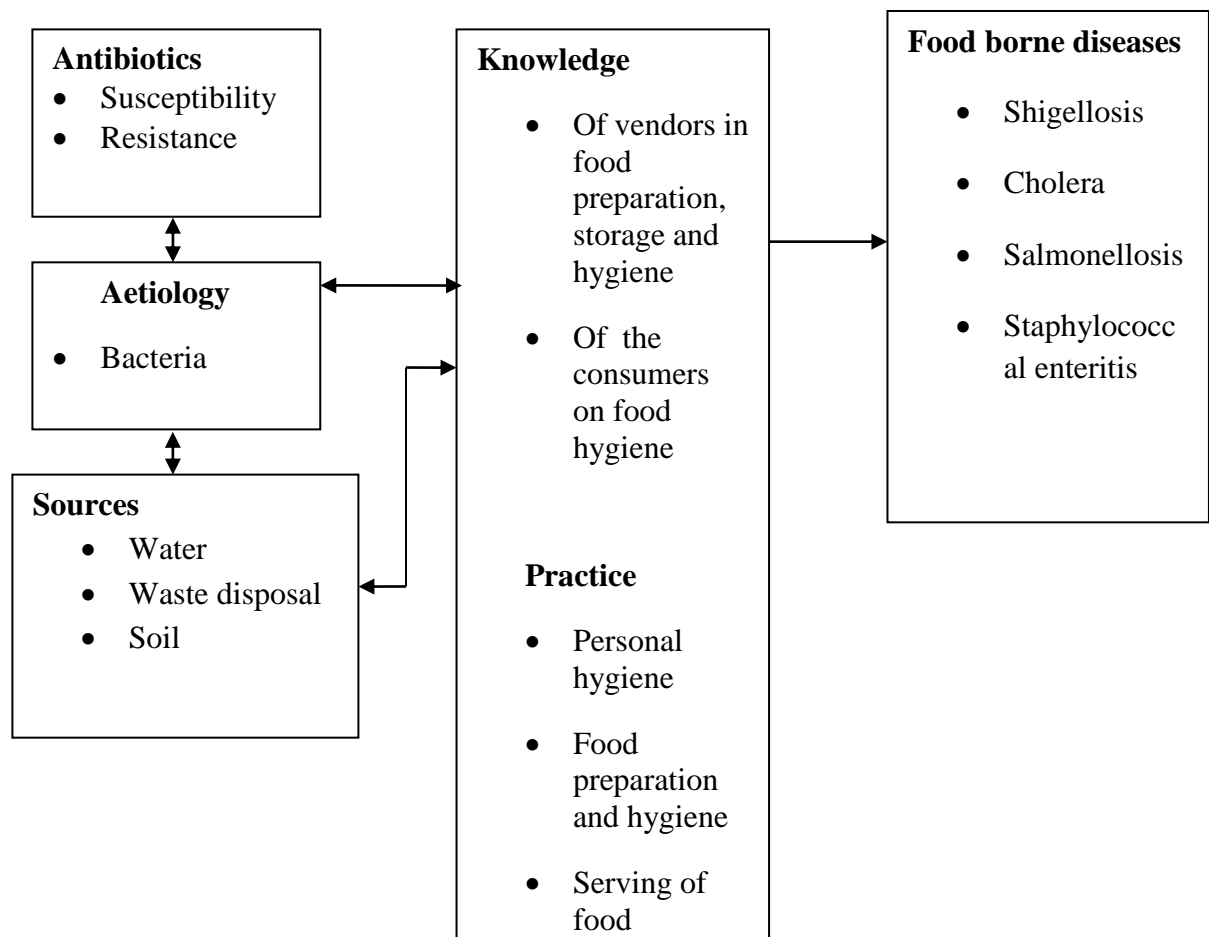 Antibiotics
• Susceptibility
• Resistance
Aetiology
• Bacteria
Sources
• Water
• Waste disposal
• Soil
Knowledge
• Of vendors in
food
preparation,
storage and
hygiene
• Of the
consumers
on food
hygiene
Practice
• Personal
hygiene
• Food
preparation
and hygiene
• Serving of
food
Food borne diseases
• Shigellosis
• Cholera
• Salmonellosis
• Staphylococc
al enteritis